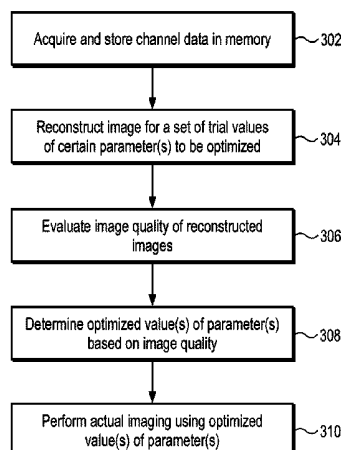 Acquire and store channel data in memory
302
Reconstruct image for a set of trial values
of certain parameter(s) to be optimized
304
Evaluate image quality of reconstructed
images
306
Determine optimized value(s) of parameter(s)
based on image quality
308
Perform actual imaging using optimized
value(s) of parameter(s)
310